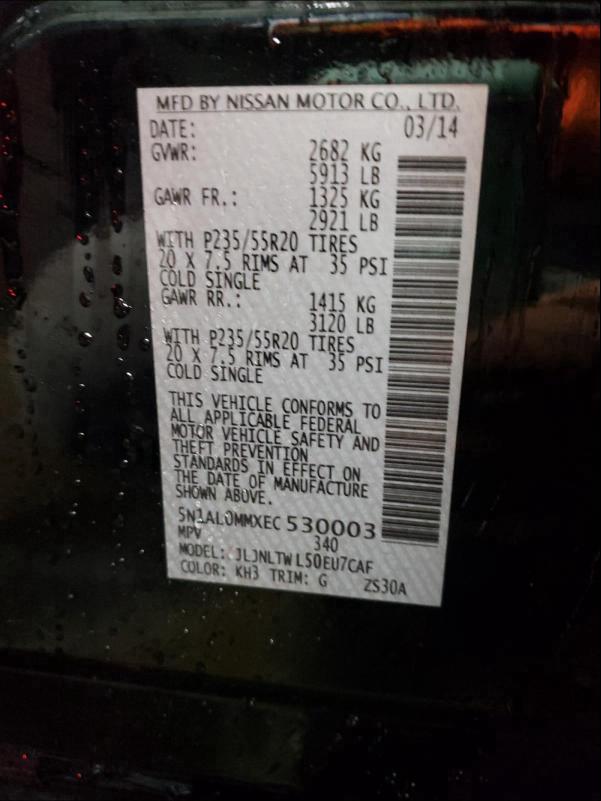 MFD BY NISSAN MOTOR CO., LTD.
DATE: 03/14
GVWR: 2682 KG
5913 LB
GAWR FR.: 1325 KG
2921 LB
WITH P235/55R20 TIRES
20 X 7.5 RIMS AT 35 PSI
COLD SINGLE
GAWR RR.: 1415 KG
3120 LB
WITH P235/55R20 TIRES
20 X 7.5 RIMS AT 35 PSI
COLD SINGLE
THIS VEHICLE CONFORMS TO
ALL APPLICABLE FEDERAL
MOTOR VEHICLE SAFETY AND
THEFT PREVENTION
STANDARDS IN EFFECT ON
THE DATE OF MANUFACTURE
SHOWN ABOVE.
5N1AL0MMXEC 530003
MPV 340
MODEL: JLJNLTW L50EU7CAF
COLOR: KH3 TRIM: G ZS30A